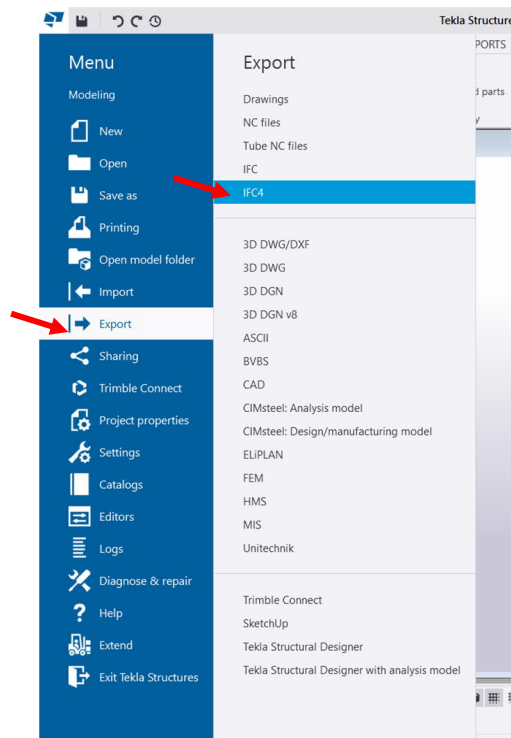 Tekla Structure
PORTS
d parts
y
Menu
Modeling
New
Open
Save as
Printing
Open model folder
Import
Export
Sharing
Trimble Connect
Project properties
Settings
Catalogs
Editors
Logs
Diagnose & repair
Help
Extend
Exit Tekla Structures
Export
Drawings
NC files
Tube NC files
IFC
IFC4
3D DWG/DXF
3D DWG
3D DGN
3D DGN v8
ASCII
BVBS
CAD
CIMsteel: Analysis model
CIMsteel: Design/manufacturing model
ELiPLAN
FEM
HMS
MIS
Unitechnik
Trimble Connect
SketchUp
Tekla Structural Designer
Tekla Structural Designer with analysis model